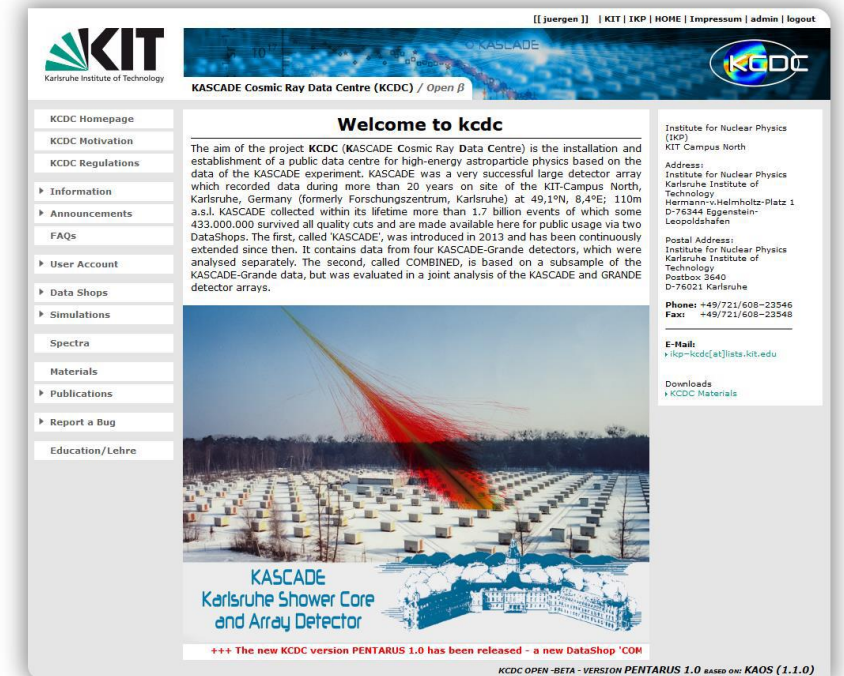 [[ juergen ]] | KIT | IKP | HOME | Impressum | admin | logout
KIT
Karlsruhe Institute of Technology
KASCADE
KCDC
KASCADE Cosmic Ray Data Centre (KCDC) / Open β
KCDC Homepage
KCDC Motivation
KCDC Regulations
Information
Announcements
FAQs
User Account
Data Shops
Simulations
Spectra
Materials
Publications
Report a Bug
Education/Lehre
Welcome to kcdc
The aim of the project KCDC (KASCADE Cosmic Ray Data Centre) is the installation and
establishment of a public data centre for high-energy astroparticle physics based on the
data of the KASCADE experiment. KASCADE was a very successful large detector array
which recorded data during more than 20 years on site of the KIT-Campus North,
Karlsruhe, Germany (formerly Forschungszentrum, Karlsruhe) at 49,1°N, 8,4°E; 110m
a.s.l. KASCADE collected within its lifetime more than 1.7 billion events of which some
433.000.000 survived all quality cuts and are made available here for public usage via two
DataShops. The first, called 'KASCADE', was introduced in 2013 and has been continuously
extended since then. It contains data from four KASCADE-Grande detectors, which were
analysed separately. The second, called COMBINED, is based on a subsample of the
KASCADE-Grande data, but was evaluated in a joint analysis of the KASCADE and GRANDE
detector arrays.
KASCADE
Karlsruhe Shower Core
and Array Detector
+++ The new KCDC version PENTARUS 1.0 has been released - a new DataShop 'COM
Institute for Nuclear Physics
(IKP)
KIT Campus North
Address:
Institute for Nuclear Physics
Karlsruhe Institute of
Technology
Hermann-v.Helmholtz-Platz 1
D-76344 Eggenstein-
Leopoldshafen
Postal Address:
Institute for Nuclear Physics
Karlsruhe Institute of
Technology
Postbox 3640
D-76021 Karlsruhe
Phone: +49/721/608-23546
Fax: +49/721/608-23548
E-Mail:
ikp-kcdc[at]lists.kit.edu
Downloads
KCDC Materials
KCDC OPEN -BETA - VERSION PENTARUS 1.0 BASED ON: KAOS (1.1.0)